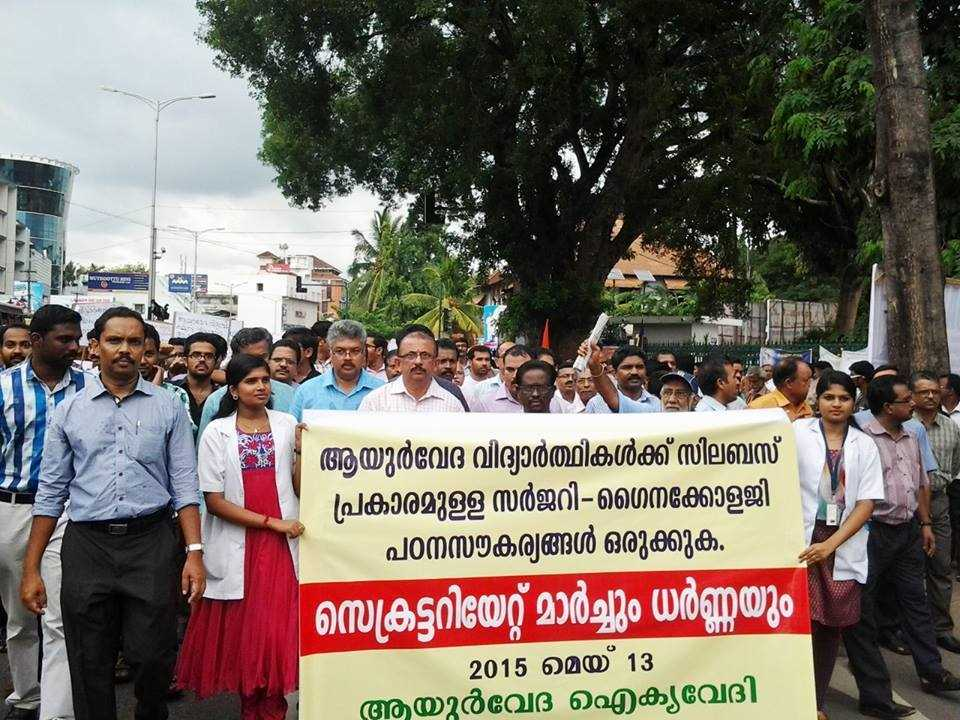 ആയുർവേദ വിദ്യാർത്ഥികൾക്ക് സിലബസ്
പ്രകാരമുളള സർജറി-ഗൈനക്കോളജി
പഠനസൗകര്യങ്ങൾ ഒരുക്കുക.
സെക്രട്ടറിയേറ്റ് മാർച്ചും ധർണ്ണയും
2015 മെയ് 13
ആയുർവേദ ഐക്യവേദി